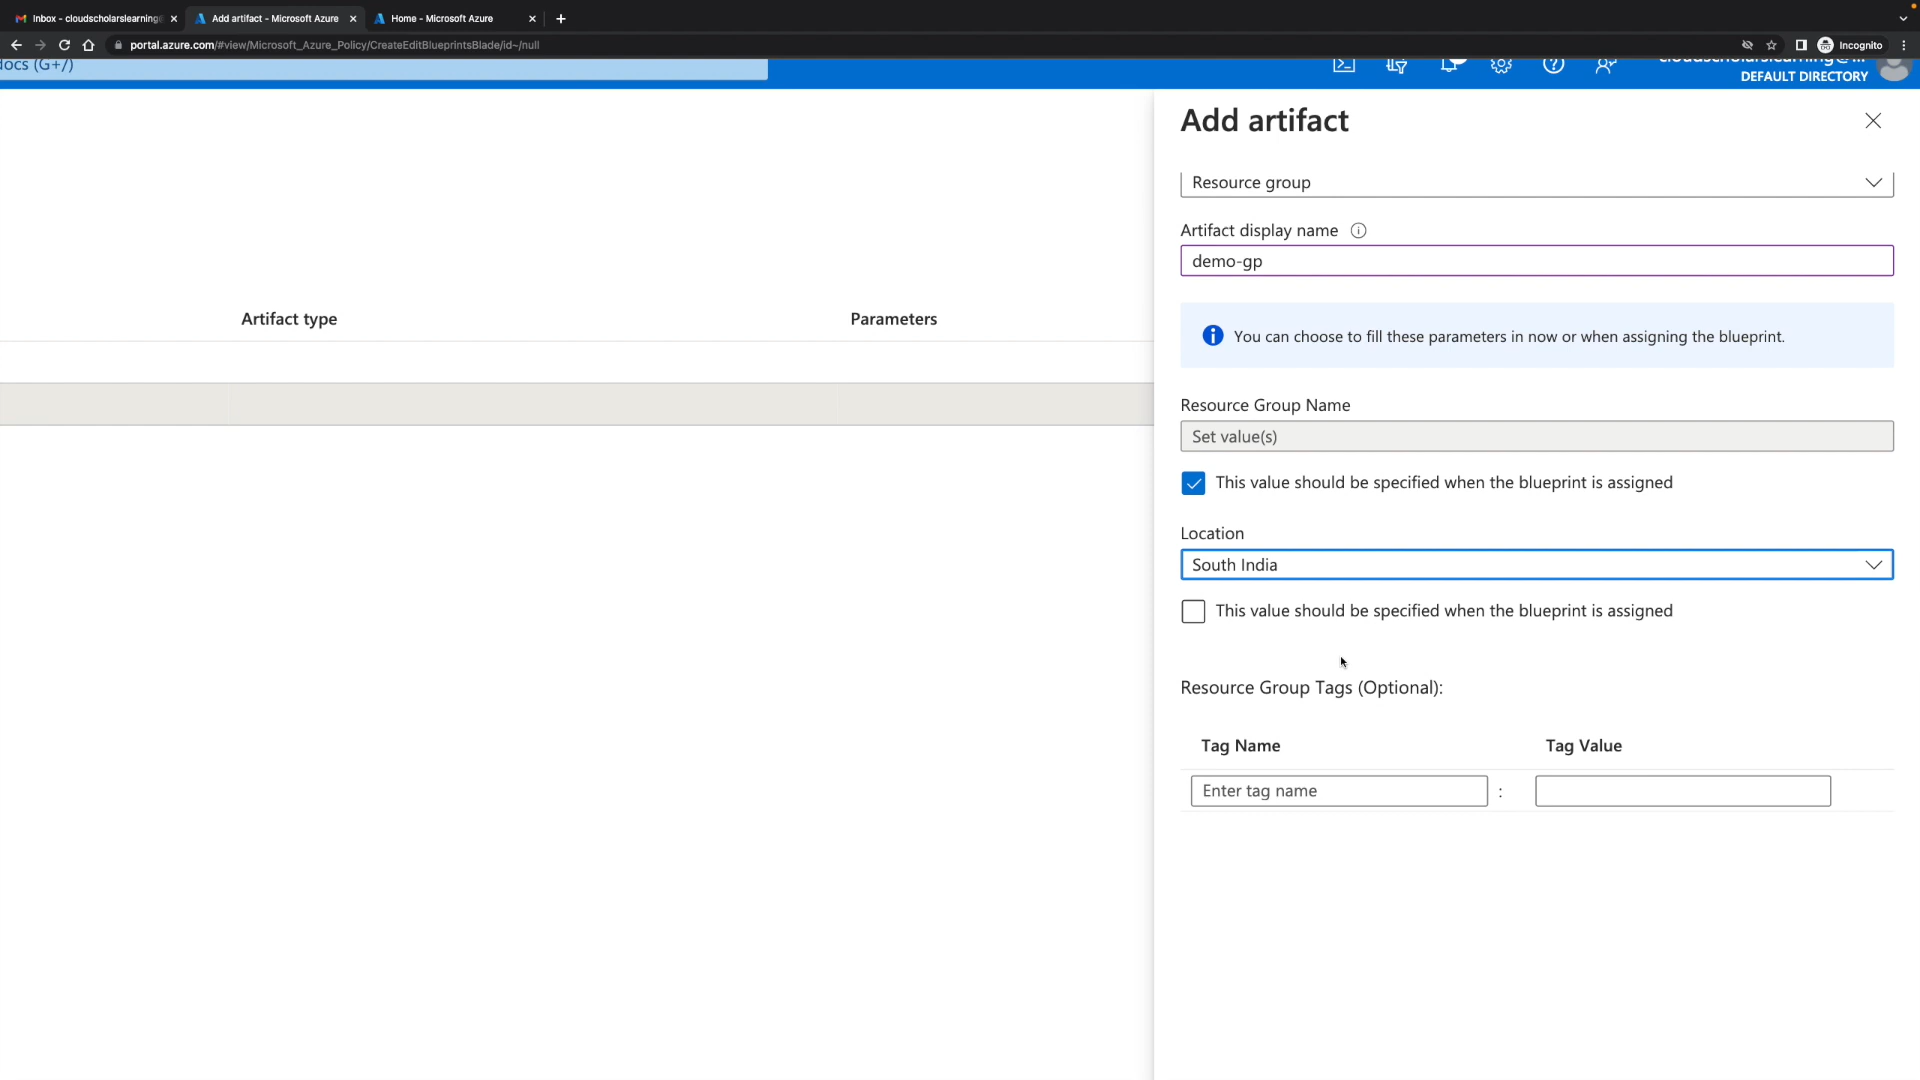 Inbox - cloudscholarslearning@
Add artifact - Microsoft Azure
Home - Microsoft Azure
portal.azure.com/#view/Microsoft_Azure_Policy/CreateEditBlueprintsBlade/id~/null
Incognito
docs (G+/)
cloudscholarslearning@...
DEFAULT DIRECTORY
Add artifact
Resource group
Artifact display name
demo-gp
Artifact type
Parameters
You can choose to fill these parameters in now or when assigning the blueprint.
Resource Group Name
Set value(s)
This value should be specified when the blueprint is assigned
Location
South India
This value should be specified when the blueprint is assigned
Resource Group Tags (Optional):
Tag Name
Tag Value
Enter tag name
: